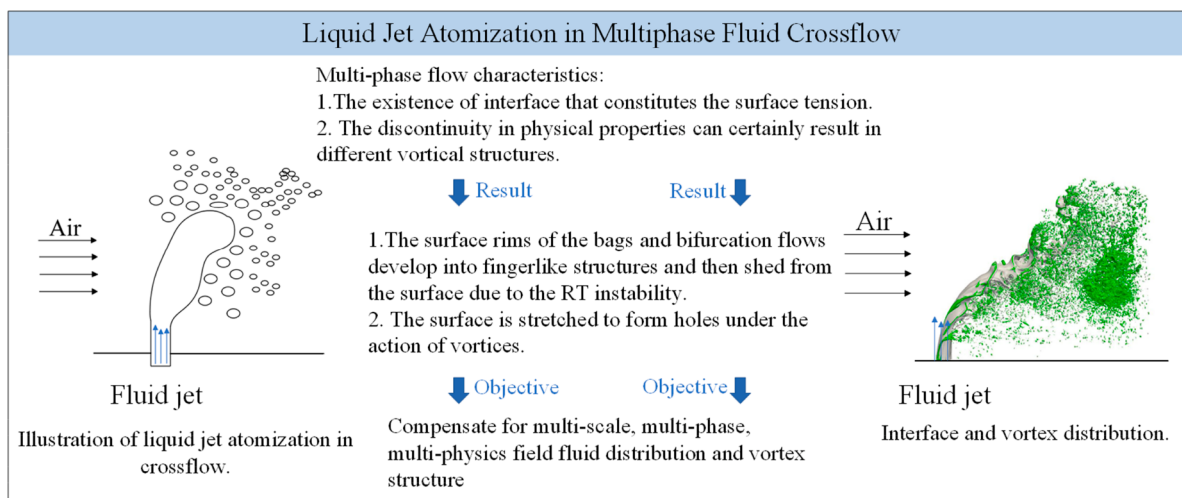 Liquid Jet Atomization in Multiphase Fluid Crossflow
Multi-phase flow characteristics:
1.The existence of interface that constitutes the surface tension.
2. The discontinuity in physical properties can certainly result in
different vortical structures.
Result
Result
Air
Air
1.The surface rims of the bags and bifurcation flows
develop into fingerlike structures and then shed from
the surface due to the RT instability.
2. The surface is stretched to form holes under the
action of vortices.
Fluid jet
Objective
Objective
Fluid jet
Illustration of liquid jet atomization in
crossflow.
Compensate for multi-scale, multi-phase,
multi-physics field fluid distribution and vortex
structure
Interface and vortex distribution.